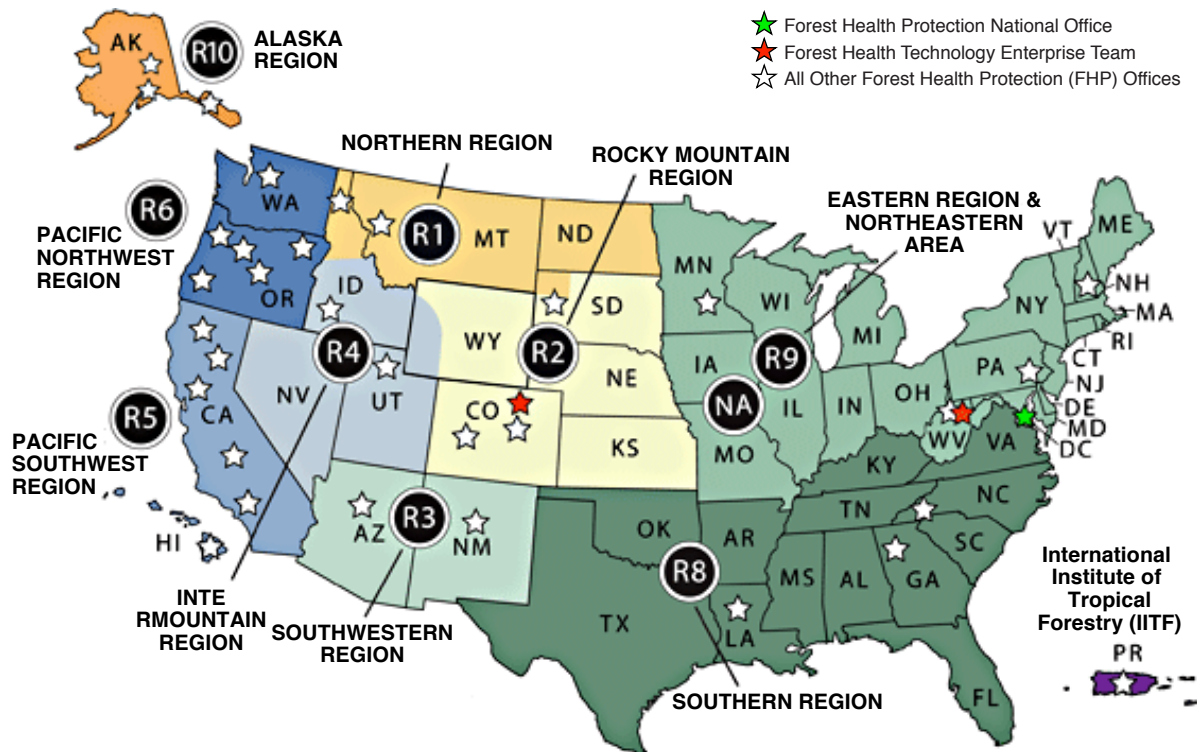 Forest Health Protection National Office
Forest Health Technology Enterprise Team
All Other Forest Health Protection (FHP) Offices
AK
R10
ALASKA
REGION
NORTHERN REGION
ROCKY MOUNTAIN
REGION
EASTERN REGION &
NORTHEASTERN
AREA
R6
PACIFIC
NORTHWEST
REGION
WA
OR
ID
R1
MT
ND
SD
MN
WI
MI
VT
ME
NH
MA
RI
CT
NY
PA
NJ
DE
MD
DC
R4
WY
R2
NE
IA
R9
NA
IL
IN
OH
WV
VA
KY
R5
PACIFIC
SOUTHWEST
REGION
CA
NV
UT
CO
KS
MO
HI
AZ
R3
NM
OK
AR
TN
NC
SC
R8
MS
AL
GA
TX
LA
FL
INTE
RMOUNTAIN
REGION
SOUTHWESTERN
REGION
SOUTHERN REGION
International
Institute of
Tropical
Forestry (IITF)
PR